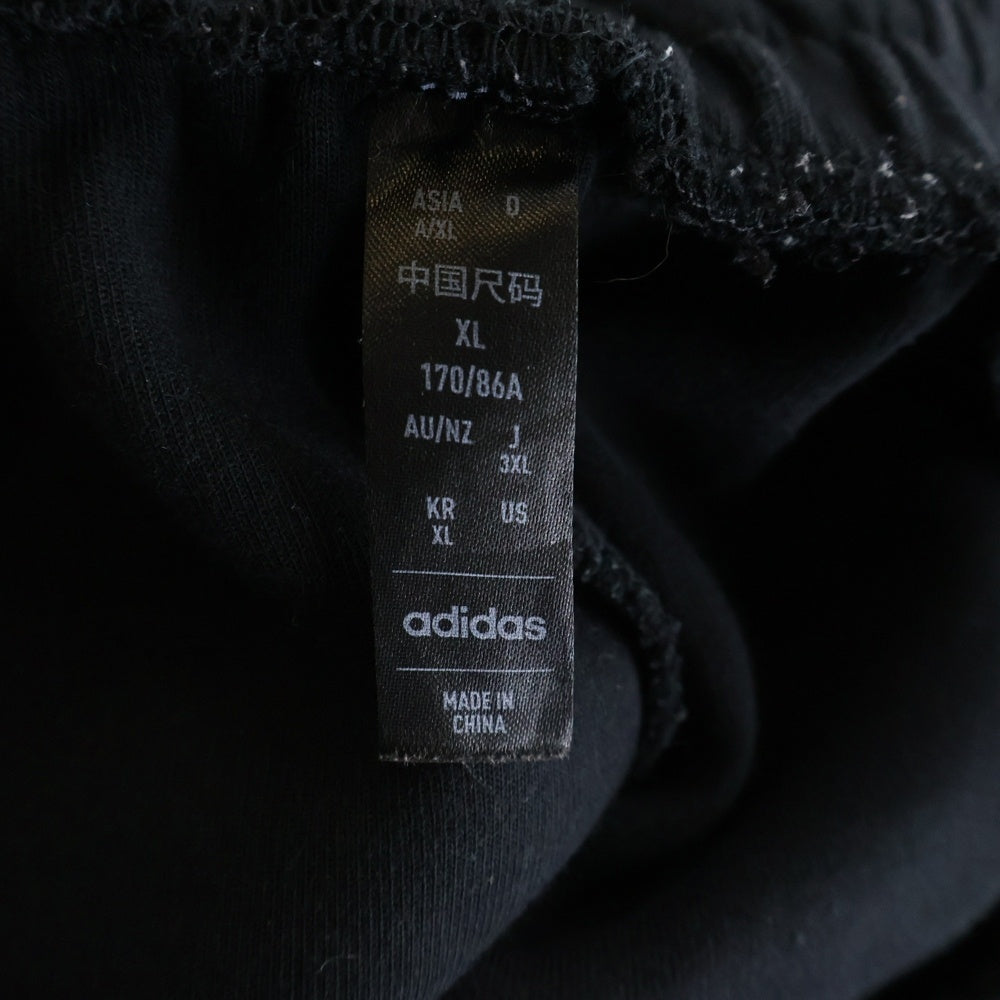 ASIA D
A/XL
中国尺码
XL
170/86A
AU/NZ J
3XL
KR US
XL
adidas
MADE IN
CHINA